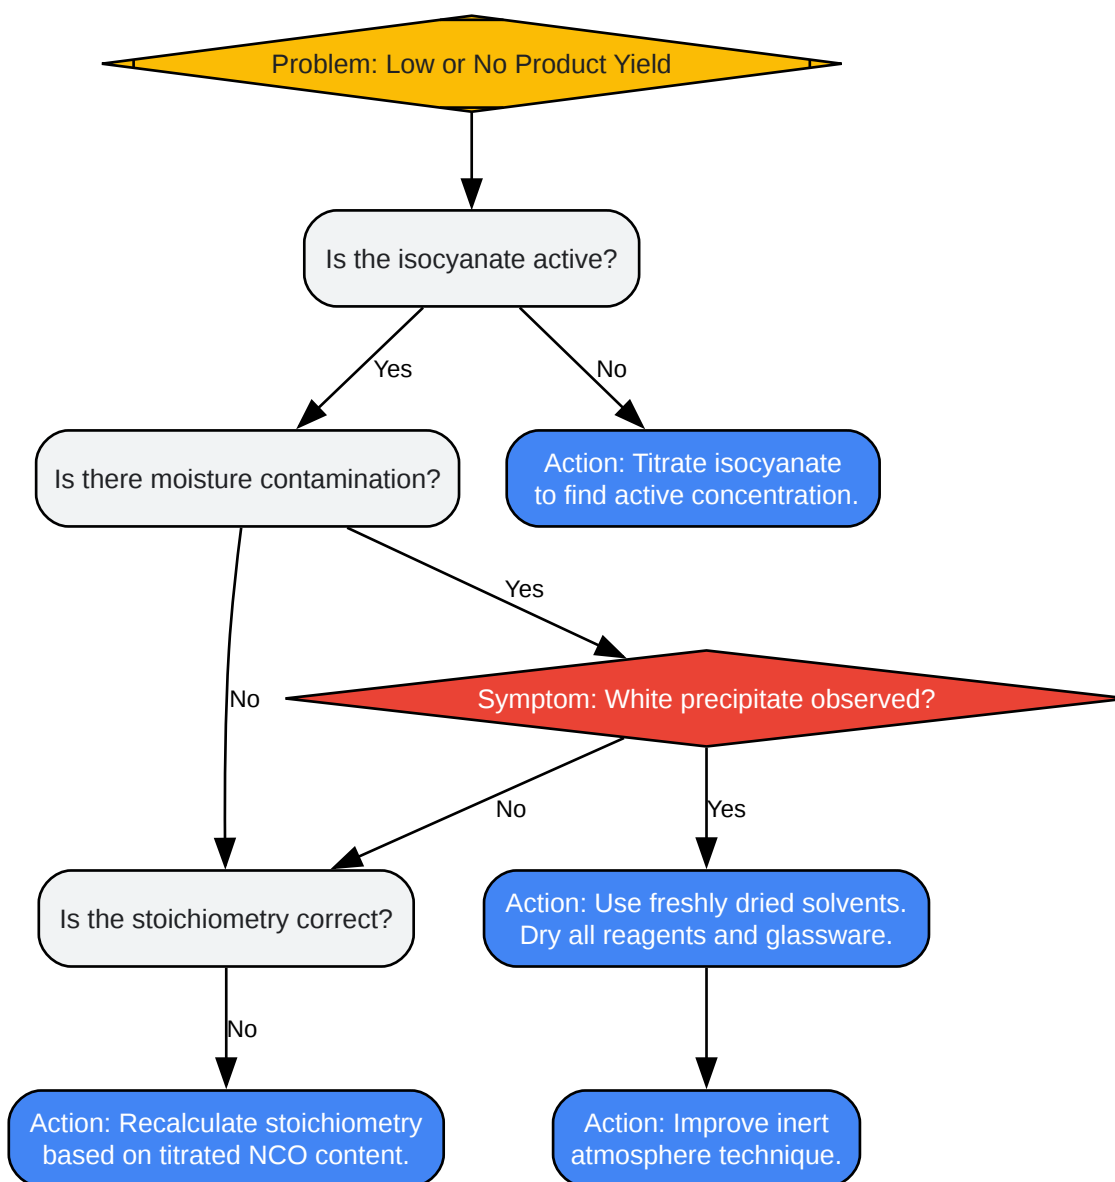 Problem: Low or No Product Yield
Is the isocyanate active?
Yes
No
Is there moisture contamination?
Action: Titrate isocyanate
to find active concentration.
Yes
No
Symptom: White precipitate observed?
No
Yes
Is the stoichiometry correct?
Action: Use freshly dried solvents.
Dry all reagents and glassware.
No
Action: Recalculate stoichiometry
based on titrated NCO content.
Action: Improve inert
atmosphere technique.